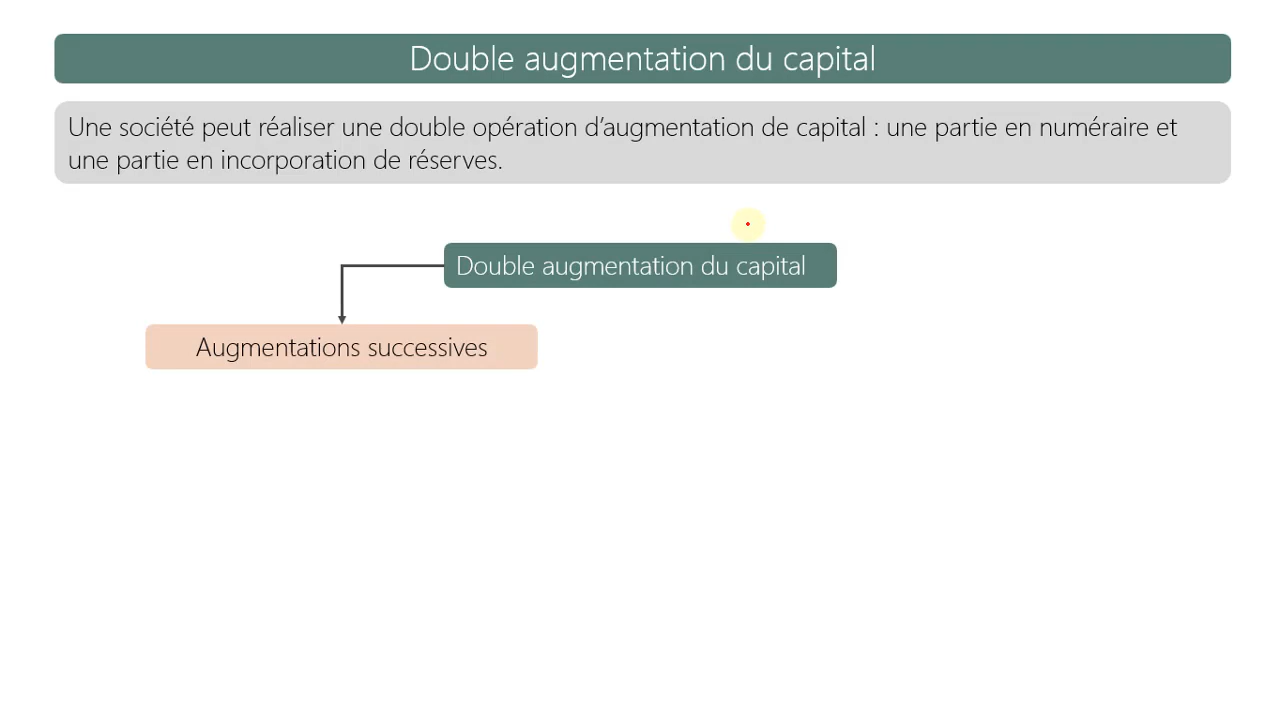 Double augmentation du capital
Une société peut réaliser une double opération d’augmentation de capital : une partie en numéraire et
une partie en incorporation de réserves.
Double augmentation du capital
Augmentations successives